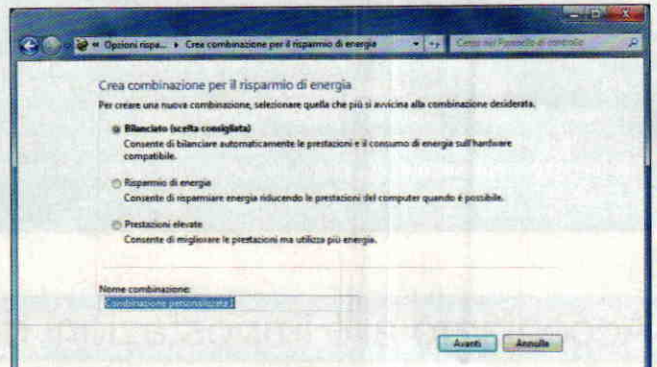 « Opzioni rispa... ▸ Crea combinazione per il risparmio di energia
Cerca nel Pannello di controllo
Crea combinazione per il risparmio di energia
Per creare una nuova combinazione, selezionare quella che più si avvicina alla combinazione desiderata.
Bilanciato (scelta consigliata)
Consente di bilanciare automaticamente le prestazioni e il consumo di energia sull'hardware
compatibile.
Risparmio di energia
Consente di risparmiare energia riducendo le prestazioni del computer quando è possibile.
Prestazioni elevate
Consente di migliorare le prestazioni ma utilizza più energia.
Nome combinazione:
Combinazione personalizzata1
Avanti
Annulla